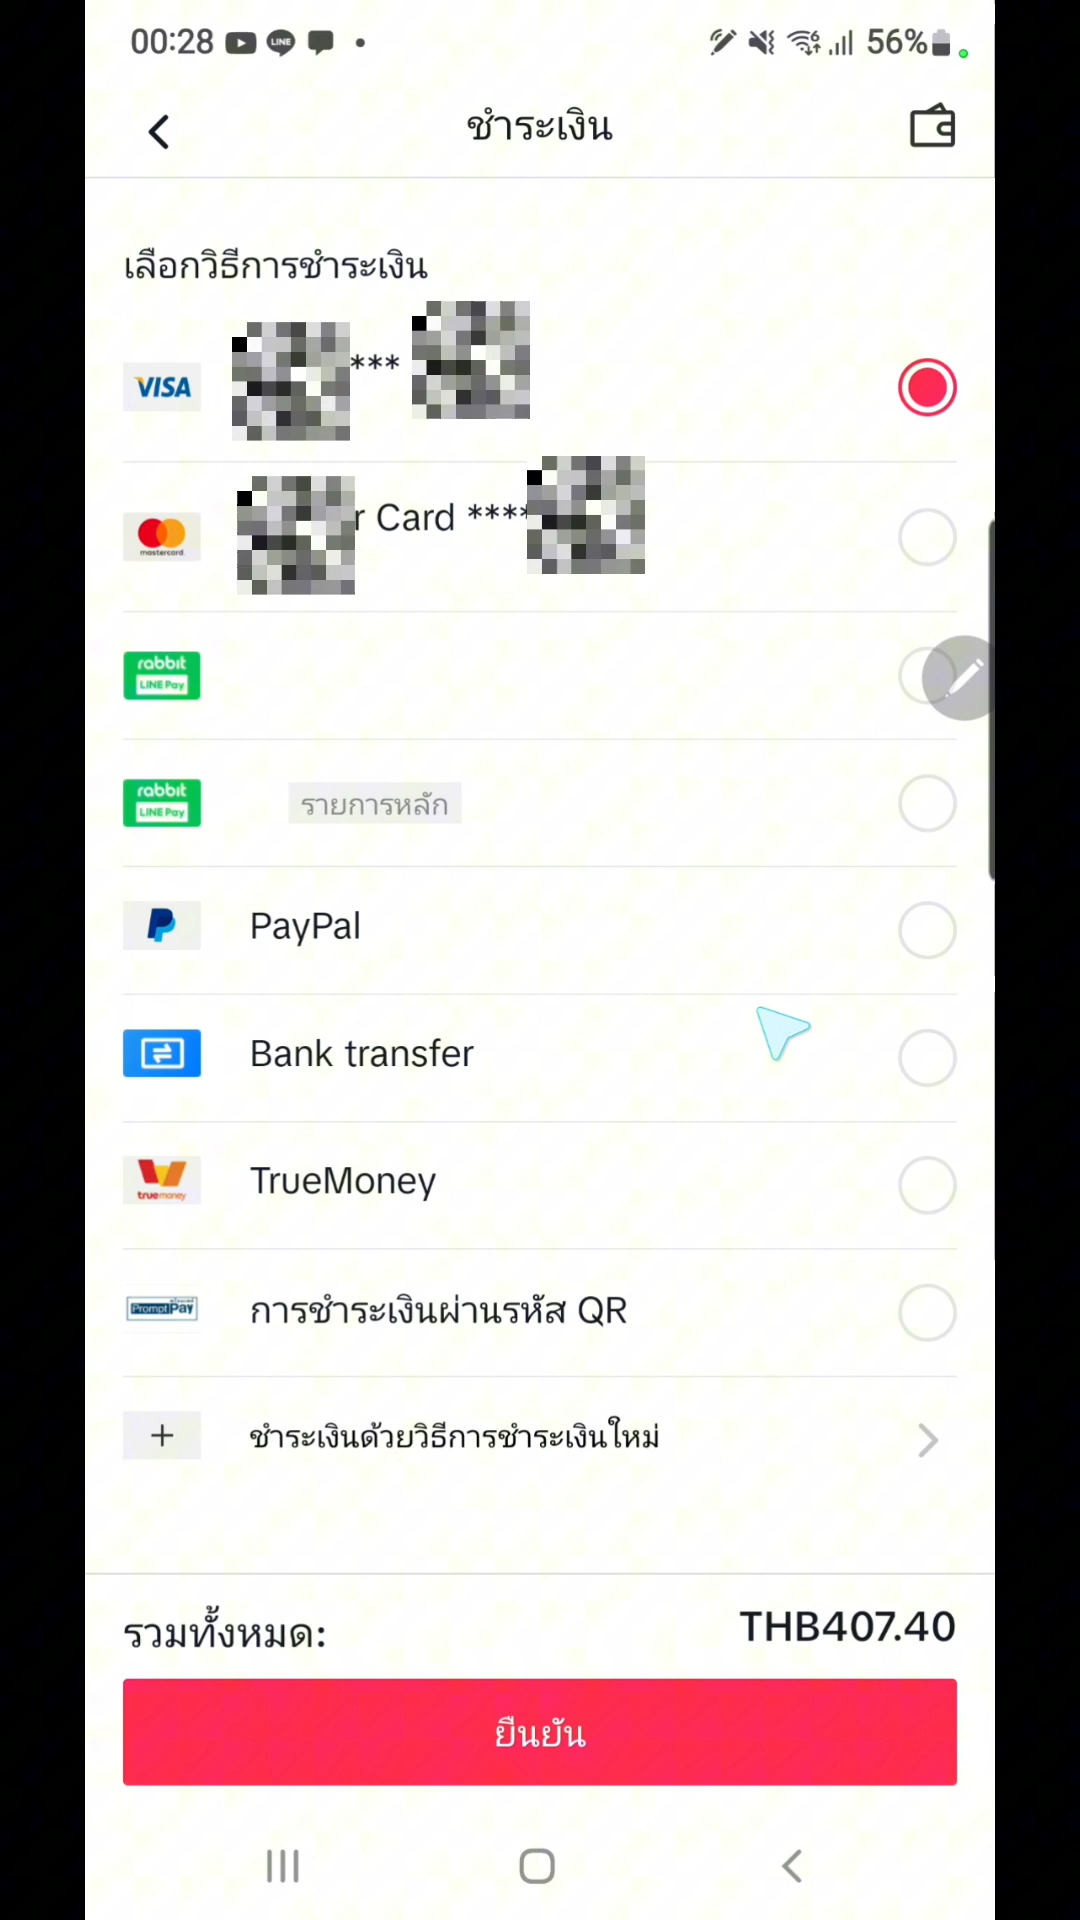 00:28
LINE
6
56%
ชำระเงิน
เลือกวิธีการชำระเงิน
VISA
***
mastercard.
r Card ****
rabbit
LINE Pay
rabbit
LINE Pay
รายการหลัก
PayPal
Bank transfer
truemoney
TrueMoney
PromptPay
การชำระเงินผ่านรหัส QR
+
ชำระเงินด้วยวิธีการชำระเงินใหม่
รวมทั้งหมด:
THB407.40
ยืนยัน